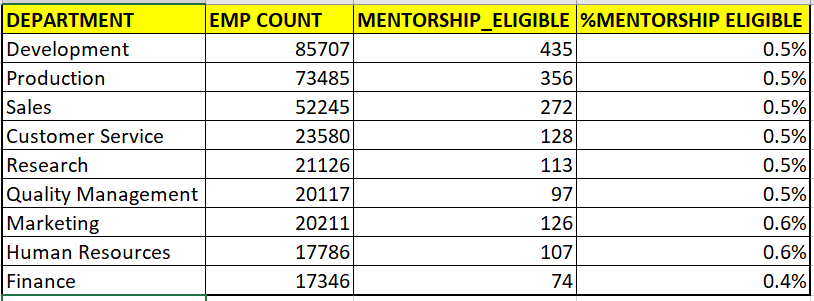 DEPARTMENT EMP COUNT MENTORSHIP_ELIGIBLE %MENTORSHIP ELIGIBLE
Development 85707 435 0.5%
Production 73485 356 0.5%
Sales 52245 272 0.5%
Customer Service 23580 128 0.5%
Research 21126 113 0.5%
Quality Management 20117 97 0.5%
Marketing 20211 126 0.6%
Human Resources 17786 107 0.6%
Finance 17346 74 0.4%